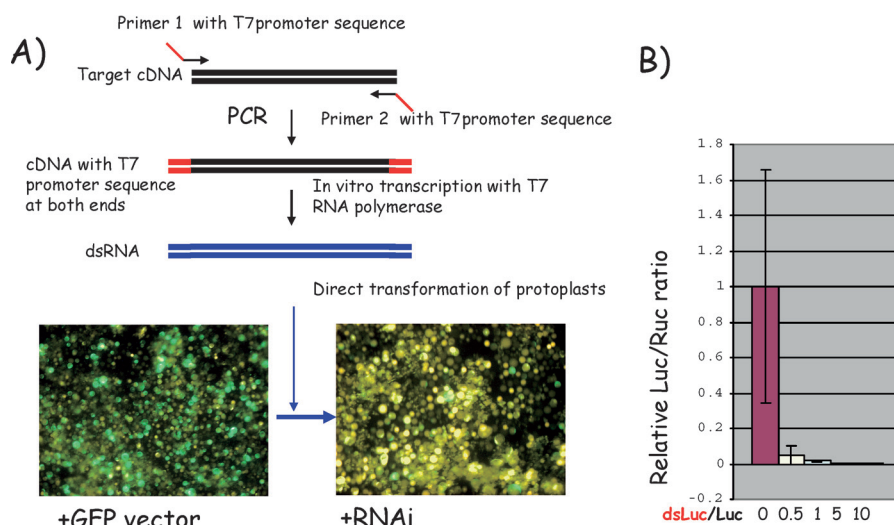 A)
Primer 1 with T7promoter sequence
Target cDNA
PCR
Primer 2 with T7promoter sequence
cDNA with T7
promoter sequence
at both ends
In vitro transcription with T7
RNA polymerase
dsRNA
Direct transformation of protoplasts
+GFP vector
+RNAi
B)
Relative Luc/Ruc ratio
1.8
1.6
1.4
1.2
1
0.8
0.6
0.4
0.2
0
-0.2
dsLuc/Luc 0 0.5 1 5 10